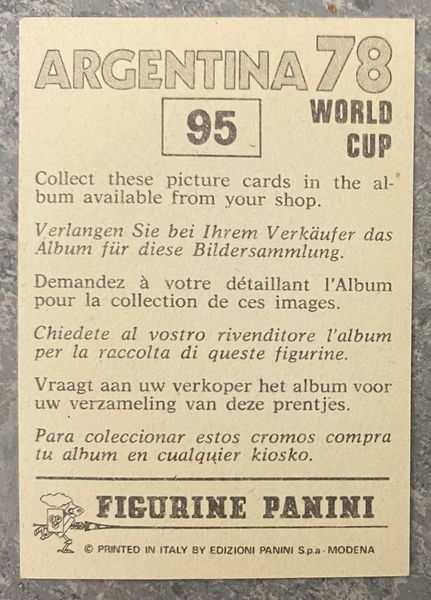 ARGENTINA 78
95
WORLD
CUP
Collect these picture cards in the al-
bum available from your shop.
Verlangen Sie bei Ihrem Verkäufer das
Album für diese Bildersammlung.
Demandez à votre détaillant l'Album
pour la collection de ces images.
Chiedete al vostro rivenditore l'album
per la raccolta di queste figurine.
Vraagt aan uw verkoper het album voor
uw verzameling van deze prentjes.
Para coleccionar estos cromos compra
tu album en cualquier kiosko.
FIGURINE PANINI
© PRINTED IN ITALY BY EDIZIONI PANINI S.p.a - MODENA